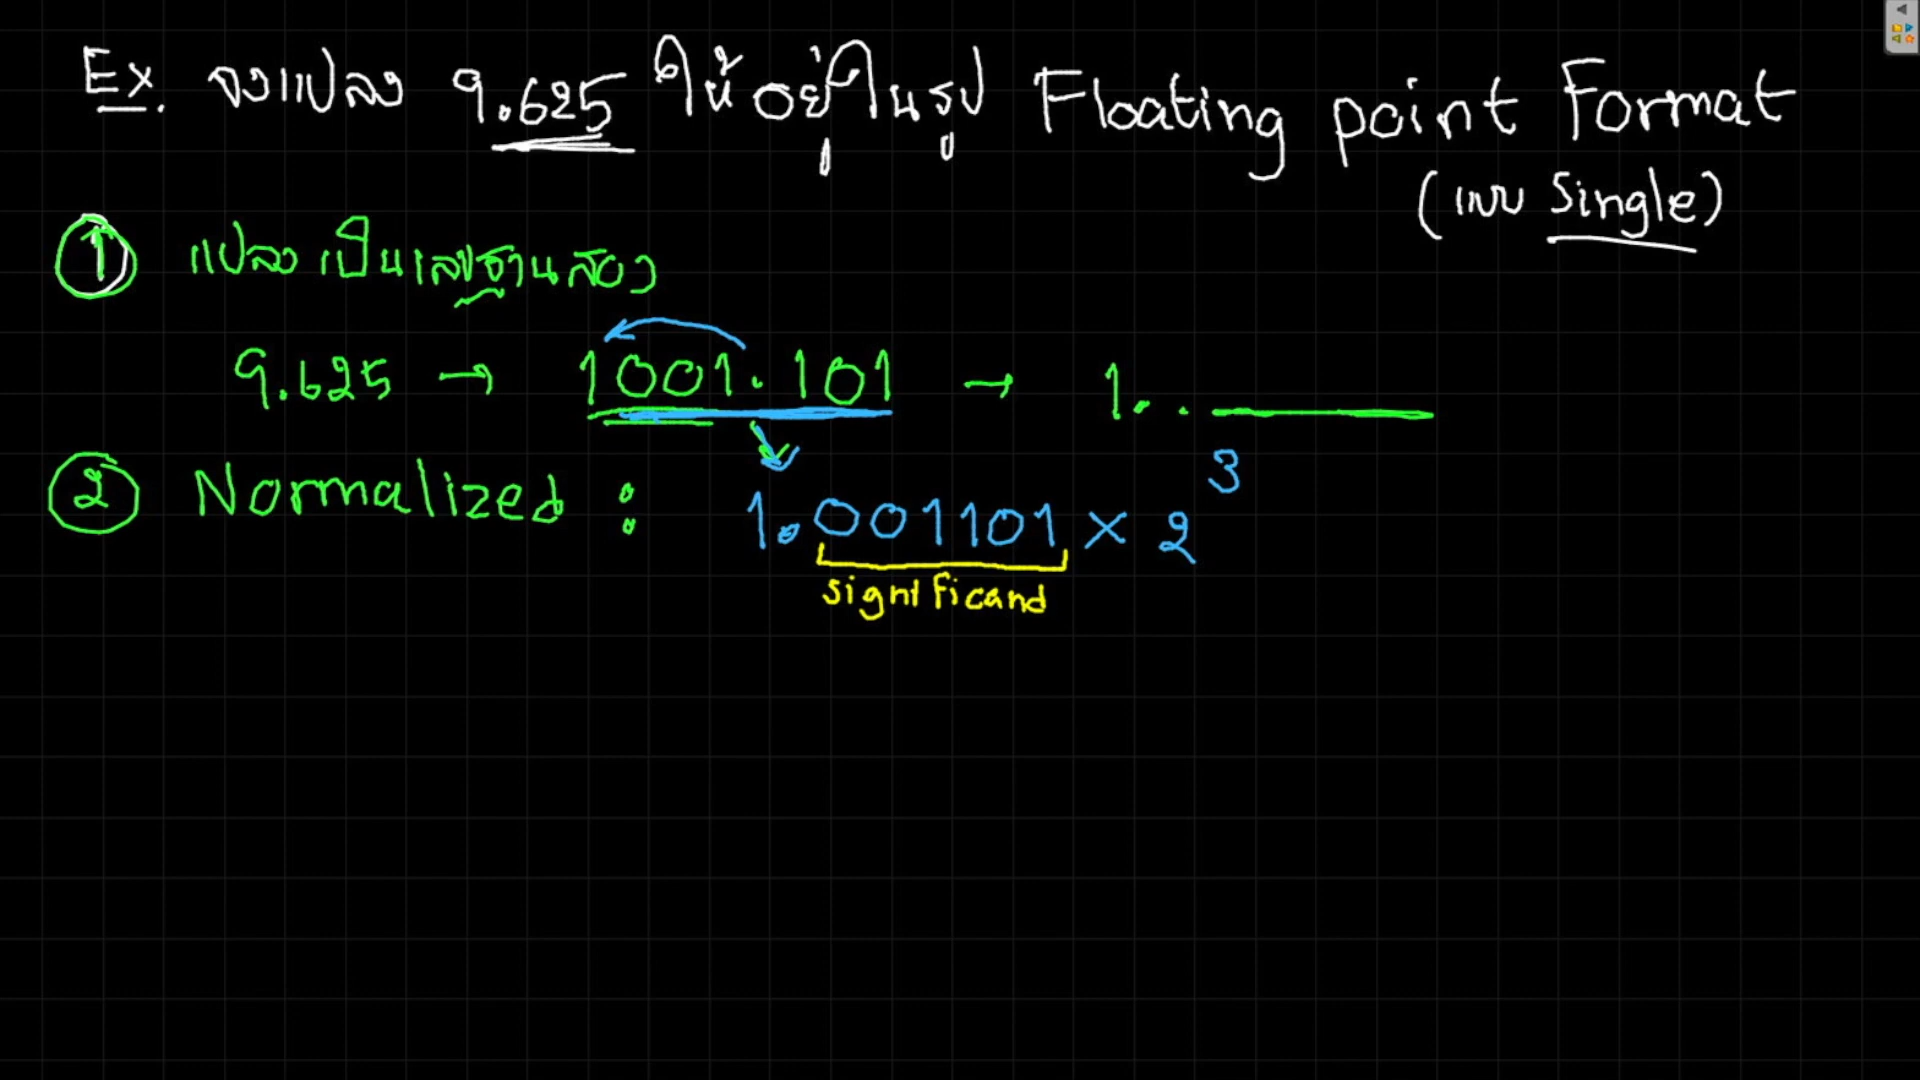 Ex. จงแปลง 9.625 ให้อยู่ในรูป Floating point Format
(แบบ Single)
① แปลงเป็นเลขฐานสอง
9.625 → 1001.101 → 1..
② Normalized : 1.001101 × 2³
significand